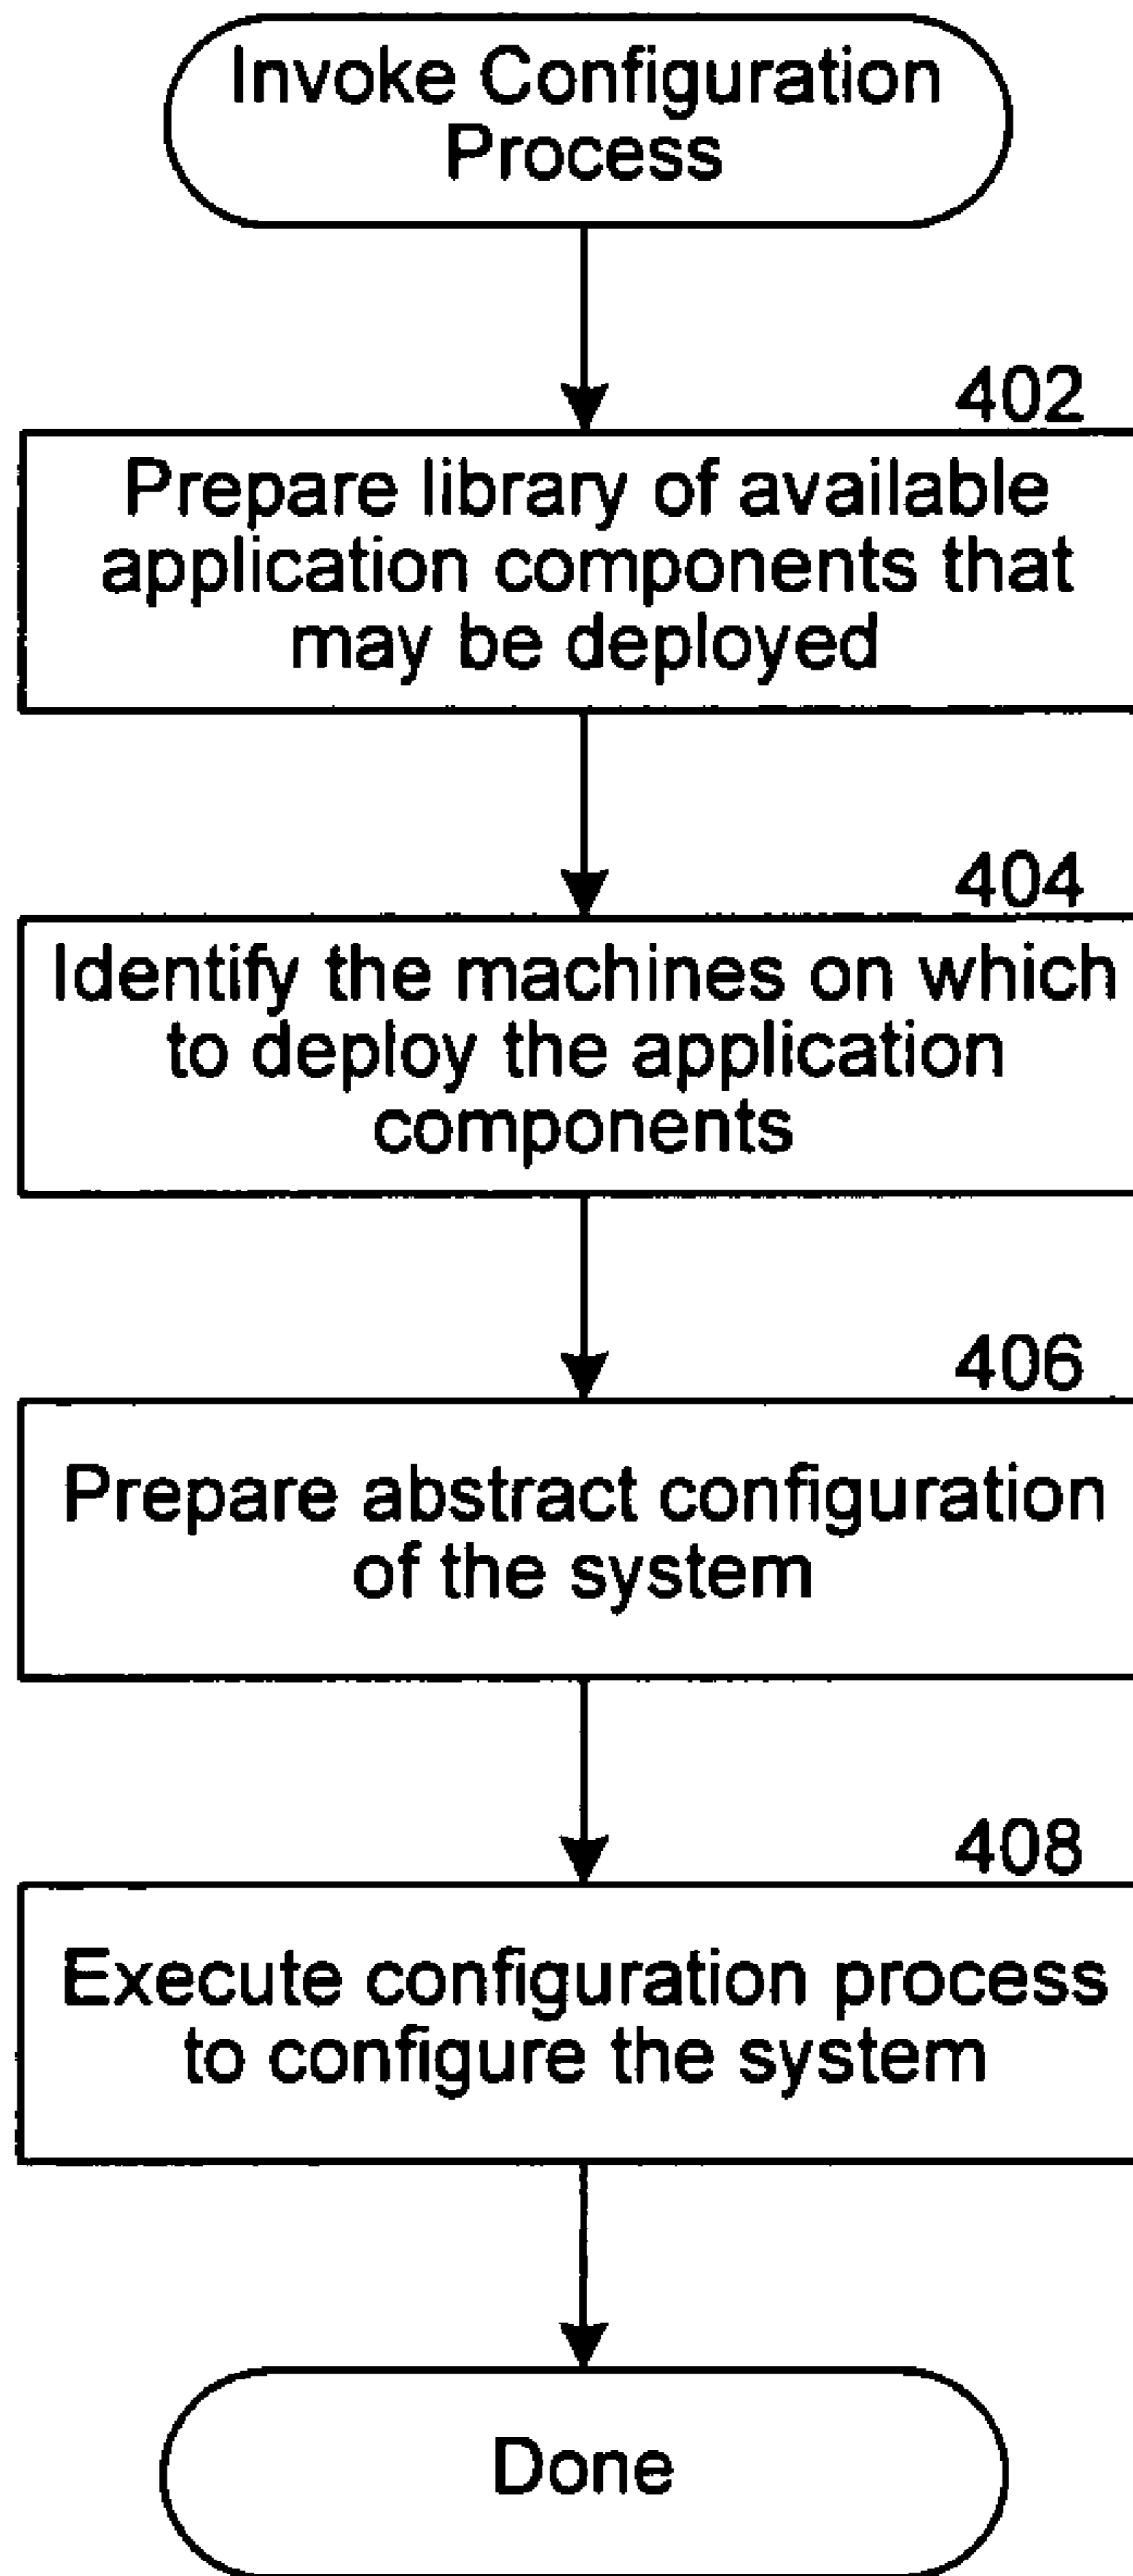 Invoke Configuration
Process
402
Prepare library of available
application components that
may be deployed
404
Identify the machines on which
to deploy the application
components
406
Prepare abstract configuration
of the system
408
Execute configuration process
to configure the system
Done